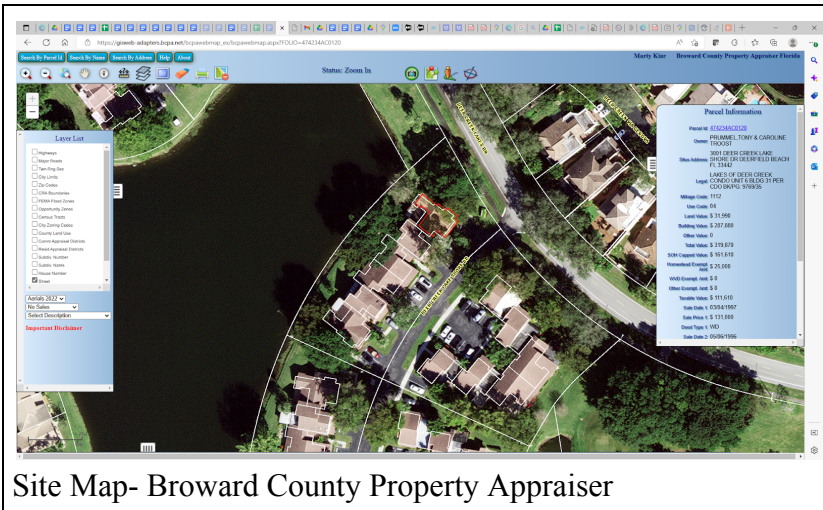 https://gisweb-adapters.bcpa.net/bcpawebmap_ex/bcpawebmap.aspx?FOLIO=474234AC0120
Search By Parcel Id Search By Name Search By Address Help About
Marty Kiar Broward County Property Appraiser Florida
Status: Zoom In
Layer List
Highways
Major Roads
Twn-Rng-Sec
City Limits
Zip Codes
CRA Boundaries
FEMA Flood Zones
Opportunity Zones
Census Tracts
City Zoning Codes
County Land Use
Comm Appraisal Districts
Resd Appraisal Districts
Subdiv. Number
Subdiv. Name
House Number
Street
Aerials 2022
No Sales
Select Description
Important Disclaimer
Parcel Information
Parcel Id: 474234AC0120
Owner: PRUMMEL,TONY & CAROLINE
TROOST
Situs Address: 3001 DEER CREEK LAKE
SHORE DR DEERFIELD BEACH
FL 33442
Legal: LAKES OF DEER CREEK
CONDO UNIT 6 BLDG 31 PER
CDO BK/PG: 9769/35
Millage Code: 1112
Use Code: 04
Land Value: $ 31,990
Building Value: $ 287,880
Other Value: 0
Total Value: $ 319,870
SOH Capped Value: $ 161,610
Homestead Exempt. Amt: $ 25,000
WVD Exempt. Amt: $ 0
Other Exempt. Amt: $ 0
Taxable Value: $ 111,610
Sale Date 1: 03/04/1997
Sale Price 1: $ 131,000
Deed Type 1: WD
Sale Date 2: 05/06/1996
Site Map- Broward County Property Appraiser